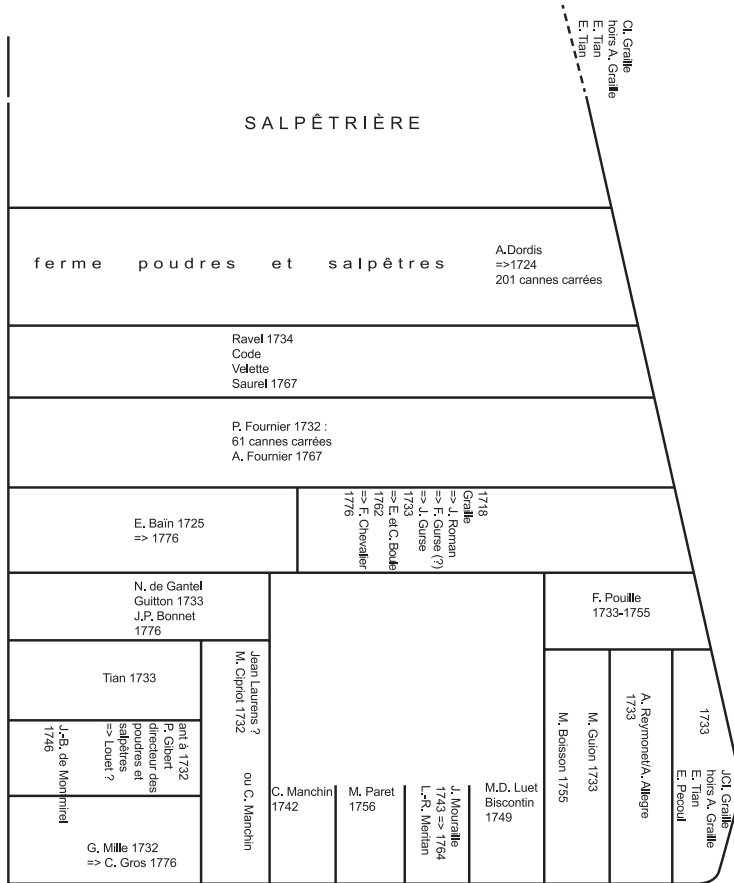 Cl. Graille
hoirs A. Graille
E. Tian
E. Tian
SALPÊTRIÈRE
ferme poudres et salpêtres
A.Dordis
=>1724
201 cannes carrées
Ravel 1734
Code
Velette
Saurel 1767
P. Fournier 1732 :
61 cannes carrées
A. Fournier 1767
E. Baïn 1725
=> 1776
1718
Graille
=> J. Roman
=> F. Gurse (?)
=> J. Gurse
1733
=> E. et C. Boule
1762
=> F. Chevalier
1776
N. de Gantel
Guitton 1733
J.P. Bonnet
1776
F. Pouille
1733-1755
Tian 1733
Jean Laurens ?
M. Cipriot 1732
ou C. Manchin
ant à 1732
P. Gibert
directeur des
poudres et
salpêtres
=> Louet ?
J.-B. de Montmirel
1746
G. Mille 1732
=> C. Gros 1776
C. Manchin
1742
M. Paret
1756
J. Mouraille
1743 => 1764
L.-R. Meritan
M.D. Luet
Biscontin
1749
M. Guion 1733
M. Boisson 1755
A. Reymonet/A. Allegre
1733
1733
JCl. Graille
hoirs A. Graille
E. Tian
E. Pecoul